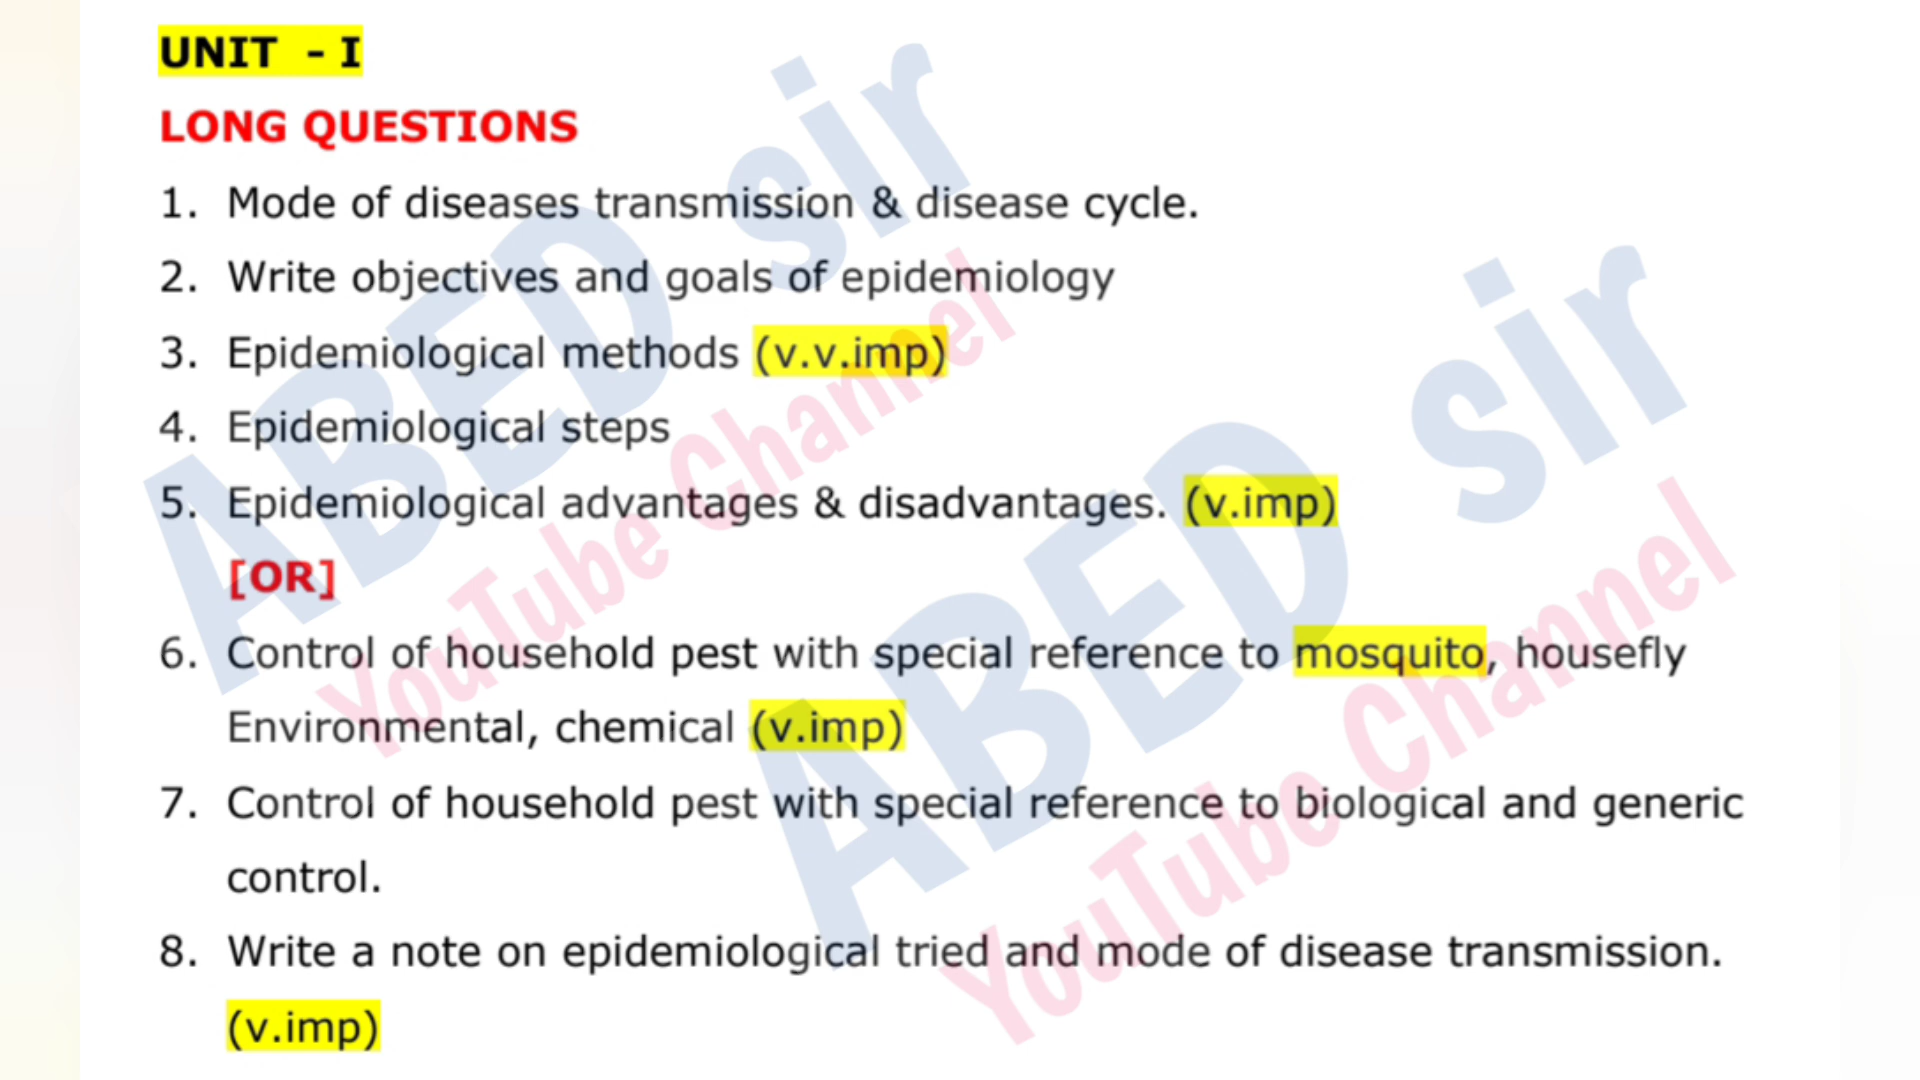 UNIT - I
LONG QUESTIONS
1. Mode of diseases transmission & disease cycle.
2. Write objectives and goals of epidemiology
3. Epidemiological methods (v.v.imp)
4. Epidemiological steps
5. Epidemiological advantages & disadvantages. (v.imp)
[OR]
6. Control of household pest with special reference to mosquito, housefly
Environmental, chemical (v.imp)
7. Control of household pest with special reference to biological and generic
control.
8. Write a note on epidemiological tried and mode of disease transmission.
(v.imp)
ABED sir
YouTube Channel
ABED sir
YouTube Channel